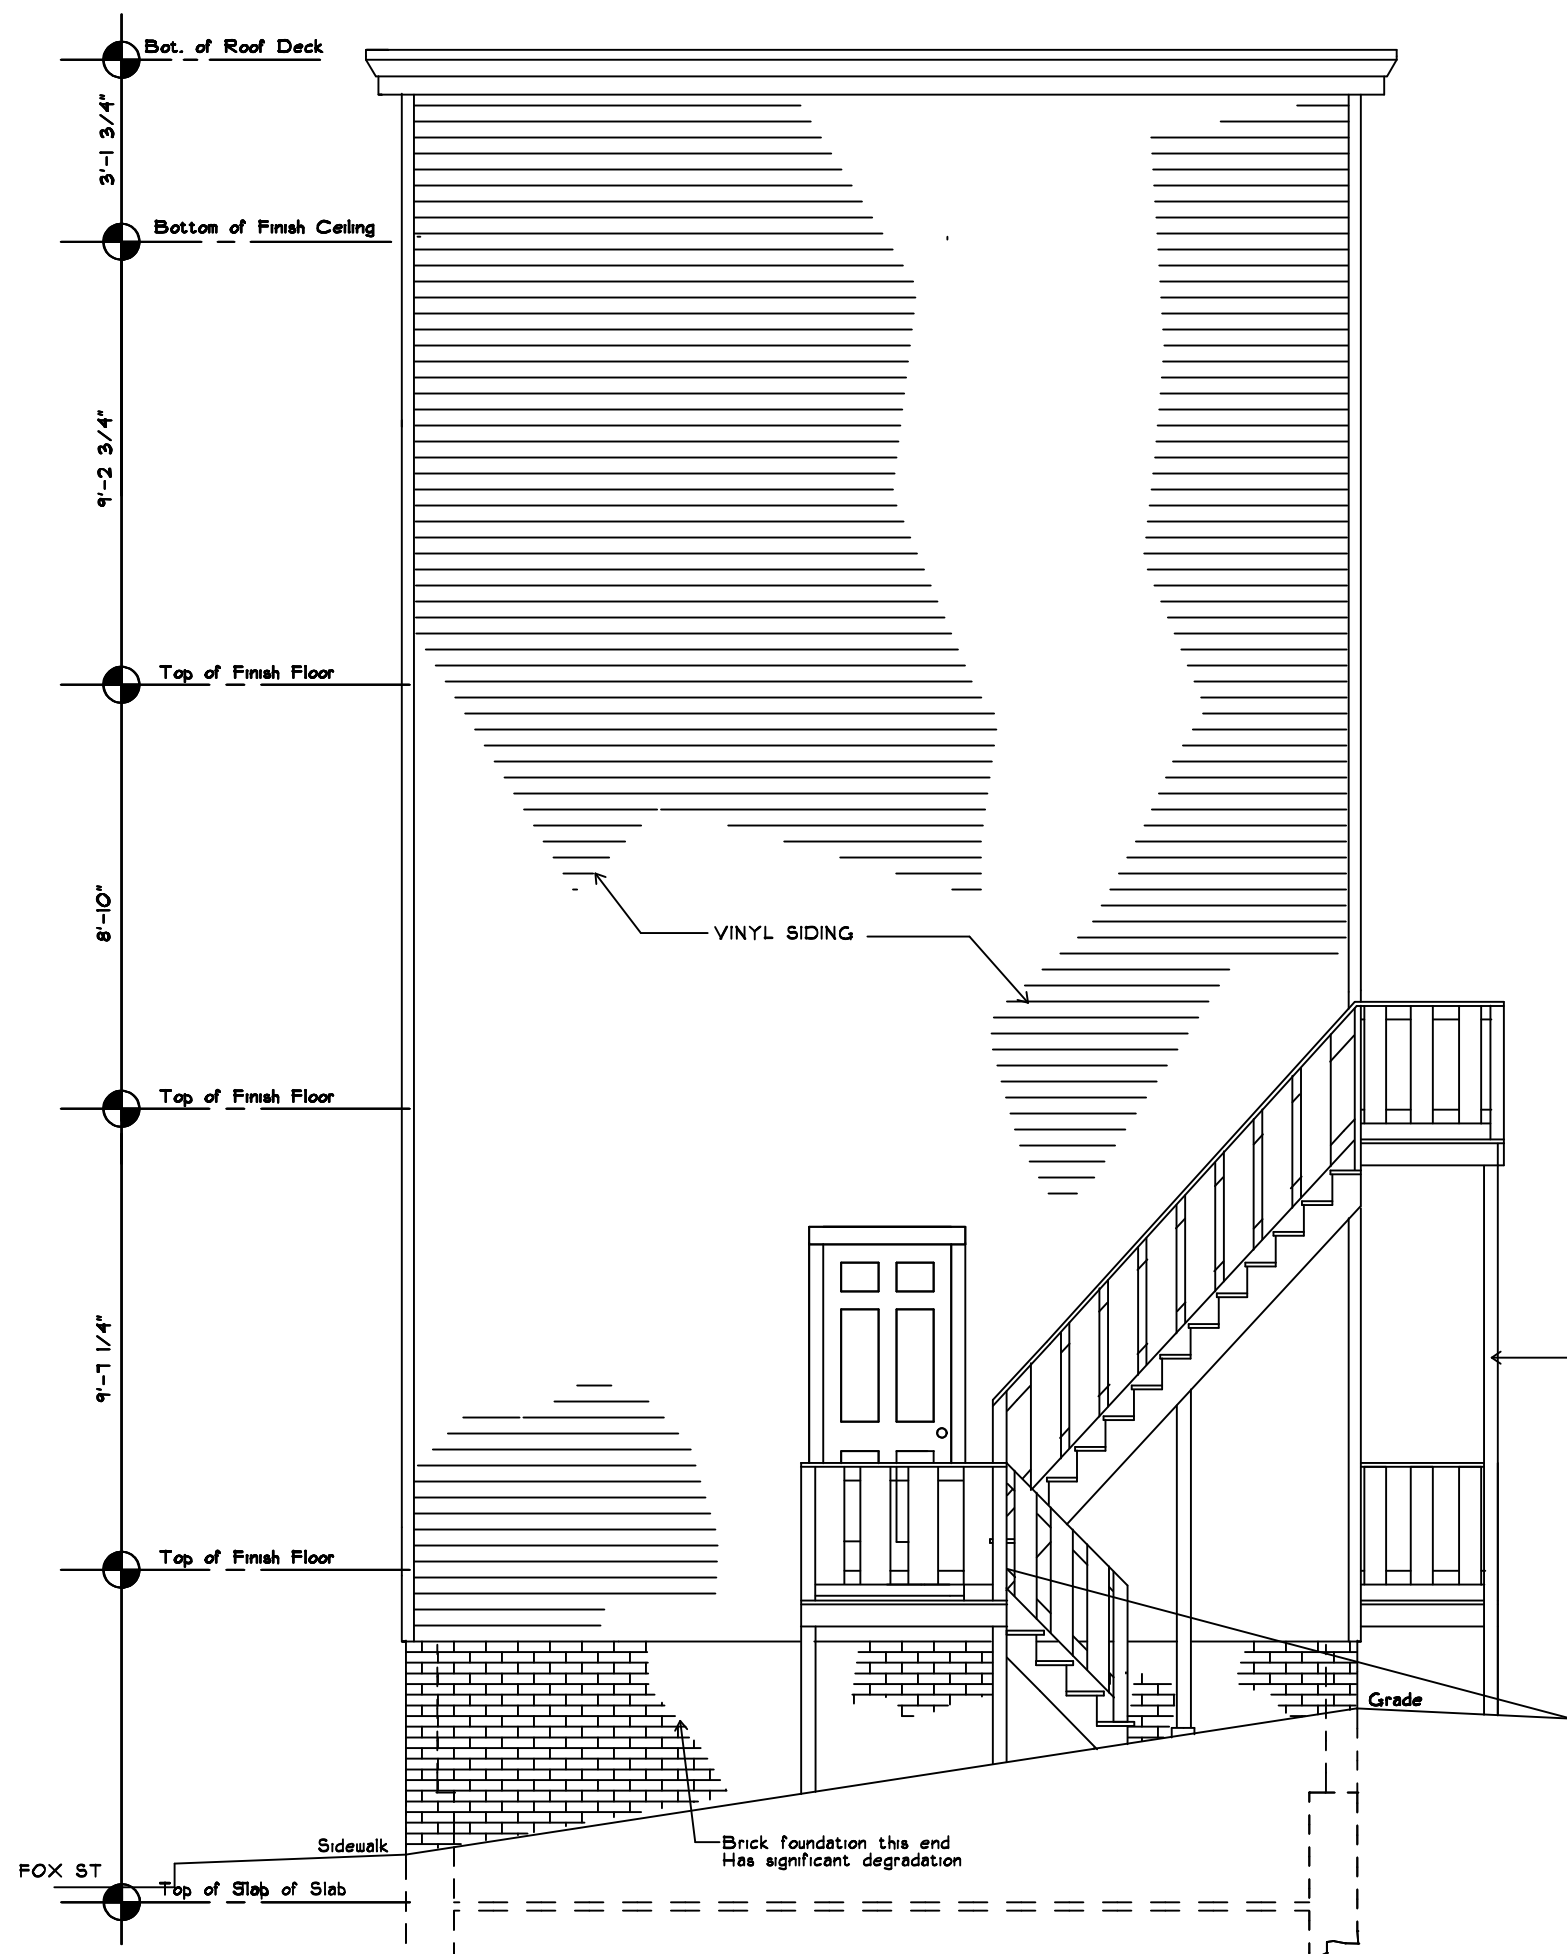 Bot. of Roof Deck
3'-1 3/4"
Bottom of Finish Ceiling
9'-2 3/4"
Top of Finish Floor
8'-10"
VINYL SIDING
Top of Finish Floor
9'-7 1/4"
Top of Finish Floor
Grade
Brick foundation this end
Has significant degradation
Sidewalk
FOX ST
Top of Slab of Slab